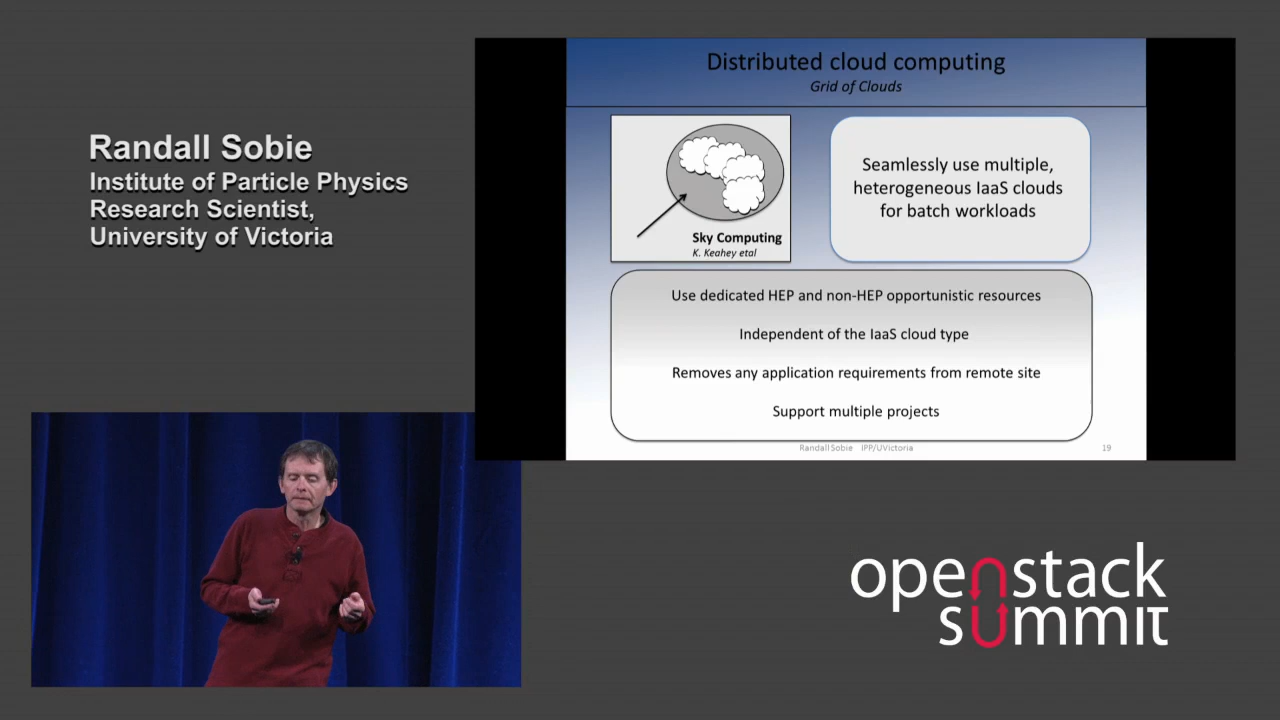 Randall Sobie
Institute of Particle Physics
Research Scientist,
University of Victoria
Distributed cloud computing
Grid of Clouds
Sky Computing
K. Keahey etal
Seamlessly use multiple,
heterogeneous IaaS clouds
for batch workloads
Use dedicated HEP and non-HEP opportunistic resources
Independent of the IaaS cloud type
Removes any application requirements from remote site
Support multiple projects
Randall Sobie IPP/UVictoria
19
openstack
summit